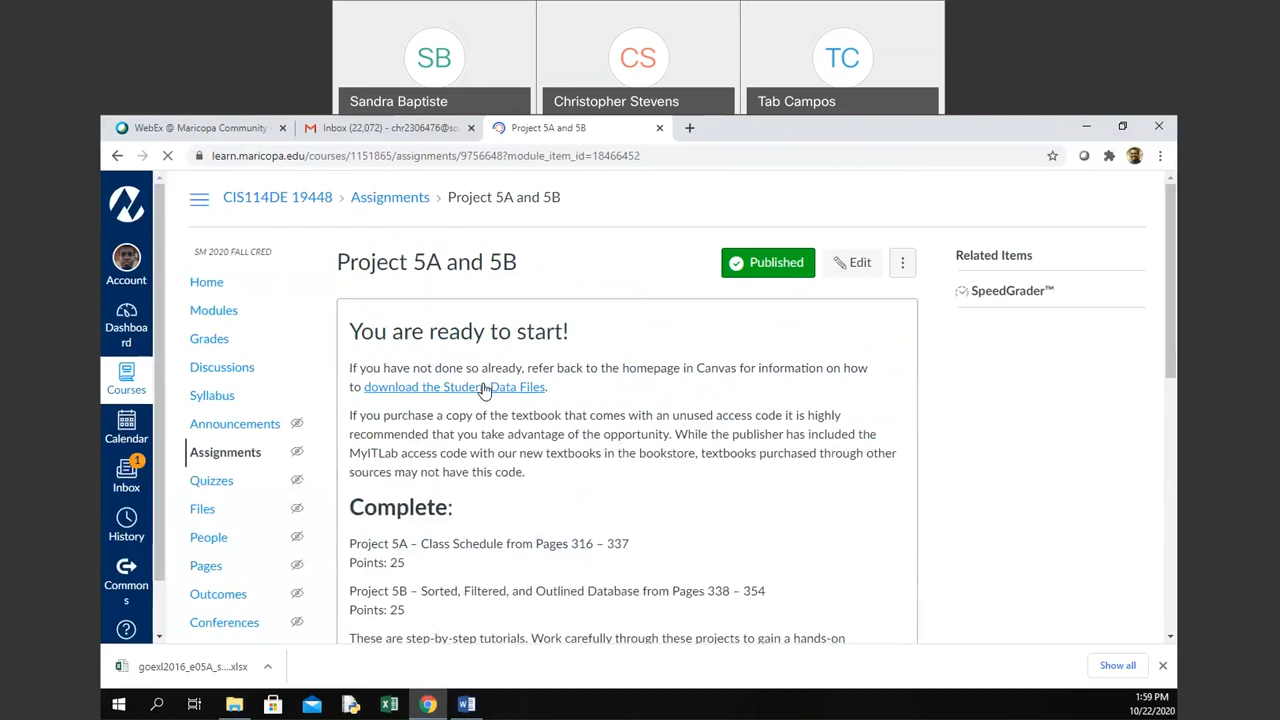 SB
CS
TC
Sandra Baptiste
Christopher Stevens
Tab Campos
WebEx @ Maricopa Community
Inbox (22,072) - chr2306476@so
Project 5A and 5B
learn.maricopa.edu/courses/1151865/assignments/9756648?module_item_id=18466452
CIS114DE 19448 › Assignments › Project 5A and 5B
Account
Dashboa
rd
Courses
Calendar
1
Inbox
History
Common
s
SM 2020 FALL CRED
Home
Modules
Grades
Discussions
Syllabus
Announcements
Assignments
Quizzes
Files
People
Pages
Outcomes
Conferences
Project 5A and 5B
Published
Edit
Related Items
SpeedGrader™
You are ready to start!
If you have not done so already, refer back to the homepage in Canvas for information on how
to download the Student Data Files.
If you purchase a copy of the textbook that comes with an unused access code it is highly
recommended that you take advantage of the opportunity. While the publisher has included the
MyITLab access code with our new textbooks in the bookstore, textbooks purchased through other
sources may not have this code.
Complete:
Project 5A – Class Schedule from Pages 316 – 337
Points: 25
Project 5B – Sorted, Filtered, and Outlined Database from Pages 338 – 354
Points: 25
These are step-by-step tutorials. Work carefully through these projects to gain a hands-on
goexl2016_e05A_s....xlsx
Show all
1:59 PM
10/22/2020